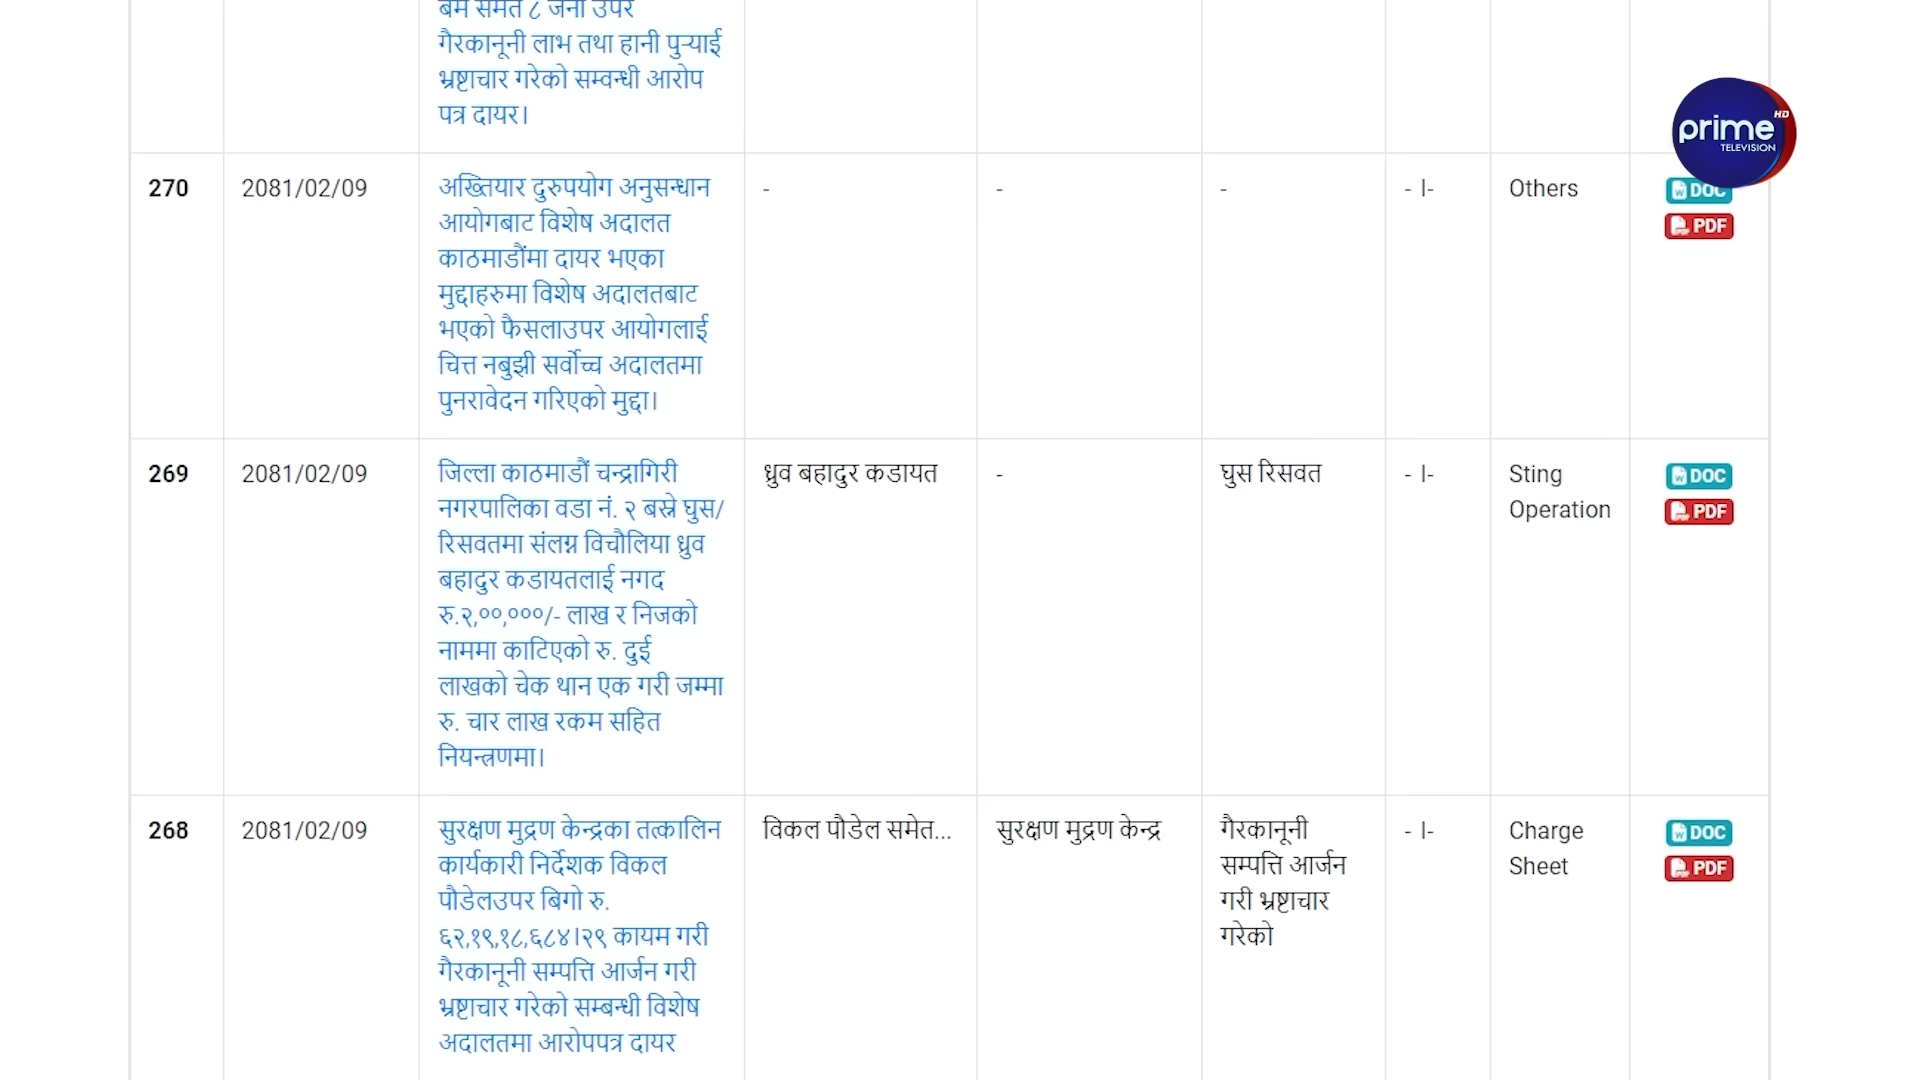 बम समेत ८ जना उपर
गैरकानूनी लाभ तथा हानी पुर्‍याई
भ्रष्टाचार गरेको सम्वन्धी आरोप
पत्र दायर।
prime HD
TELEVISION
270 2081/02/09 अख्तियार दुरुपयोग अनुसन्धान - - - - I- Others DOC
आयोगबाट विशेष अदालत PDF
काठमाडौंमा दायर भएका
मुद्दाहरुमा विशेष अदालतबाट
भएको फैसलाउपर आयोगलाई
चित्त नबुझी सर्वोच्च अदालतमा
पुनरावेदन गरिएको मुद्दा।
269 2081/02/09 जिल्ला काठमाडौं चन्द्रागिरी ध्रुव बहादुर कडायत - घुस रिसवत - I- Sting DOC
नगरपालिका वडा नं. २ बस्ने घुस/ Operation PDF
रिसवतमा संलग्न विचौलिया ध्रुव
बहादुर कडायतलाई नगद
रु.२,००,०००/- लाख र निजको
नाममा काटिएको रु. दुई
लाखको चेक थान एक गरी जम्मा
रु. चार लाख रकम सहित
नियन्त्रणमा।
268 2081/02/09 सुरक्षण मुद्रण केन्द्रका तत्कालिन विकल पौडेल समेत... सुरक्षण मुद्रण केन्द्र गैरकानूनी - I- Charge DOC
कार्यकारी निर्देशक विकल सम्पत्ति आर्जन Sheet PDF
पौडेलउपर बिगो रु. गरी भ्रष्टाचार
६२,१९,१८,६८४।२९ कायम गरी गरेको
गैरकानूनी सम्पत्ति आर्जन गरी
भ्रष्टाचार गरेको सम्बन्धी विशेष
अदालतमा आरोपपत्र दायर